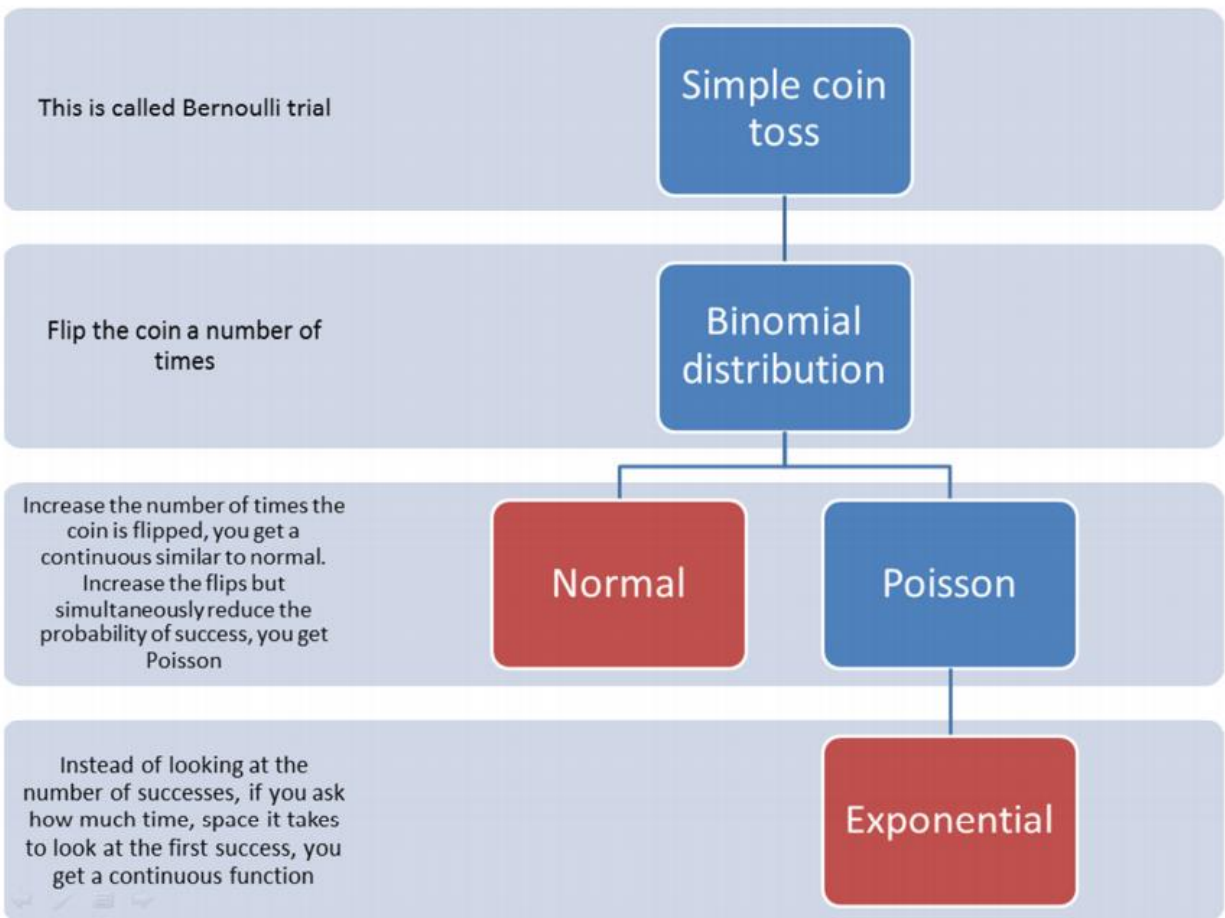 This is called Bernoulli trial
Simple coin
toss
Flip the coin a number of
times
Binomial
distribution
Increase the number of times the
coin is flipped, you get a
continuous similar to normal.
Increase the flips but
simultaneously reduce the
probability of success, you get
Poisson
Normal
Poisson
Instead of looking at the
number of successes, if you ask
how much time, space it takes
to look at the first success, you
get a continuous function
Exponential